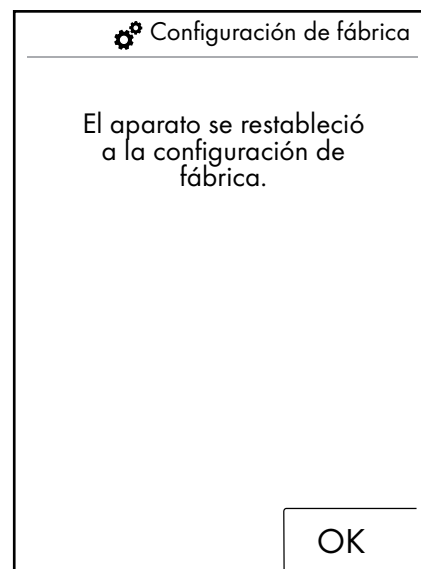 Configuración de fábrica
El aparato se restableció
a la configuración de
fábrica.
OK